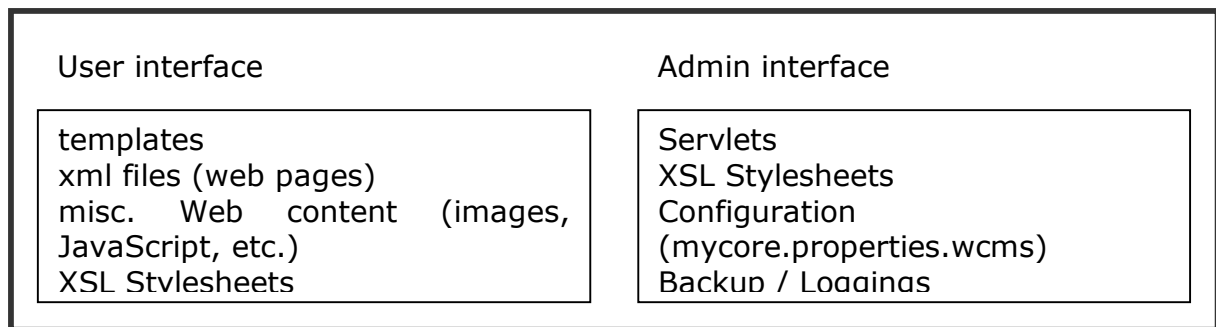 User interface
templates
xml files (web pages)
misc. Web content (images,
JavaScript, etc.)
XSL Stylesheets
Admin interface
Servlets
XSL Stylesheets
Configuration
(mycore.properties.wcms)
Backup / Loggings